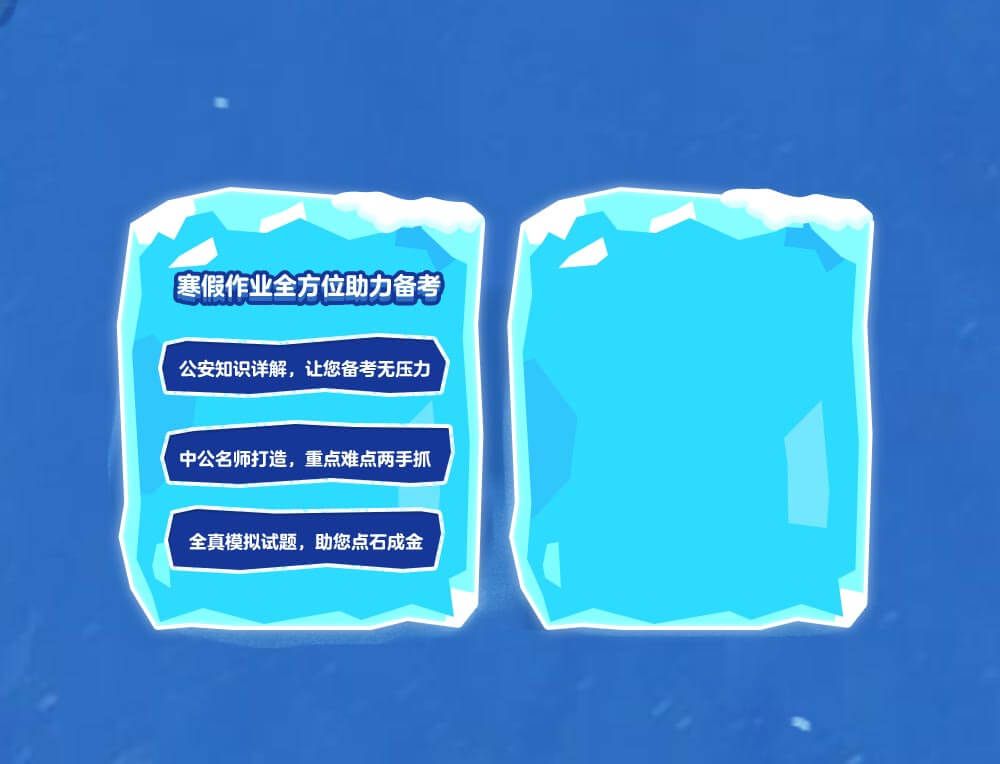 寒假作业全方位助力备考
公安知识详解，让您备考无压力
中公名师打造，重点难点两手抓
全真模拟试题，助您点石成金